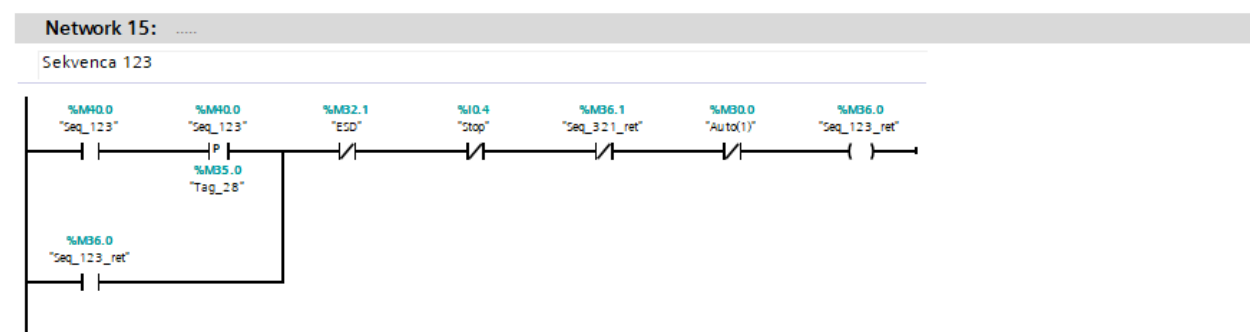 Network 15: .....
Sekvenca 123
%M40.0 %M40.0 %M32.1 %I0.4 %M36.1 %M30.0 %M36.0
"Seq_123" "Seq_123" "ESD" "Stop" "Seq_321_ret" "Auto(1)" "Seq_123_ret"
P
%M35.0
"Tag_28"
%M36.0
"Seq_123_ret"